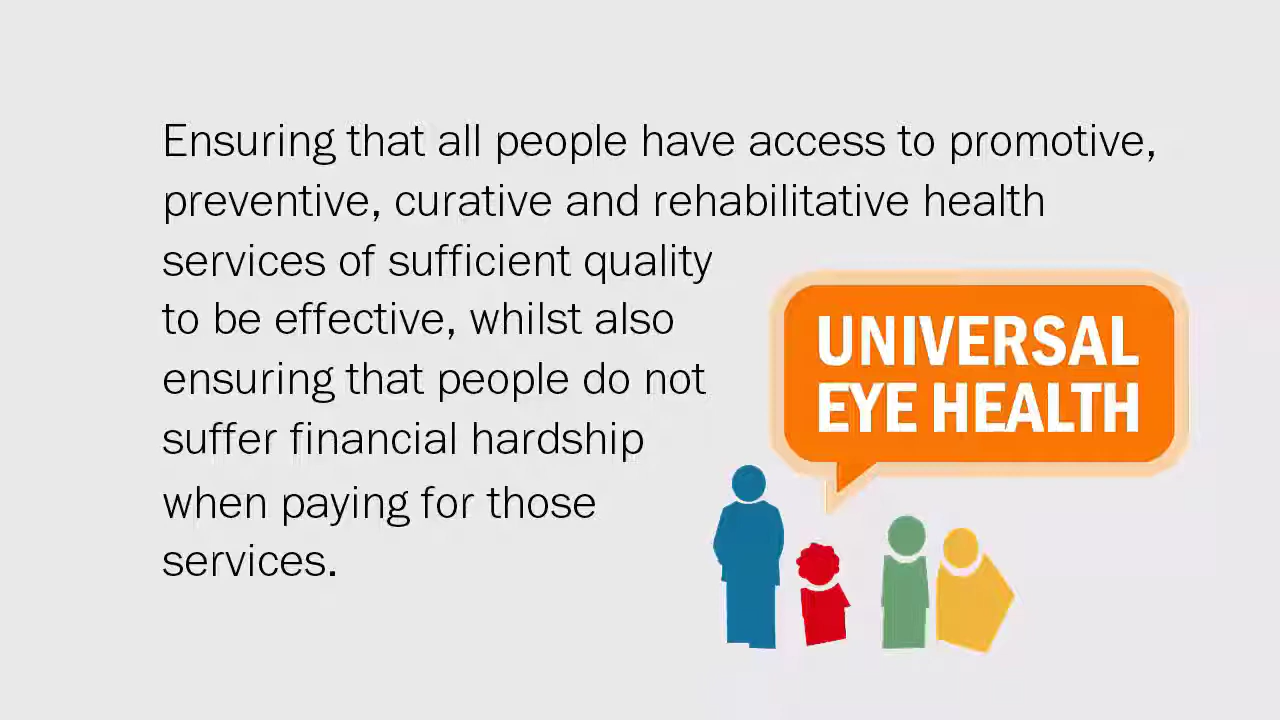 Ensuring that all people have access to promotive,
preventive, curative and rehabilitative health
services of sufficient quality
to be effective, whilst also
ensuring that people do not
suffer financial hardship
when paying for those
services.
UNIVERSAL
EYE HEALTH